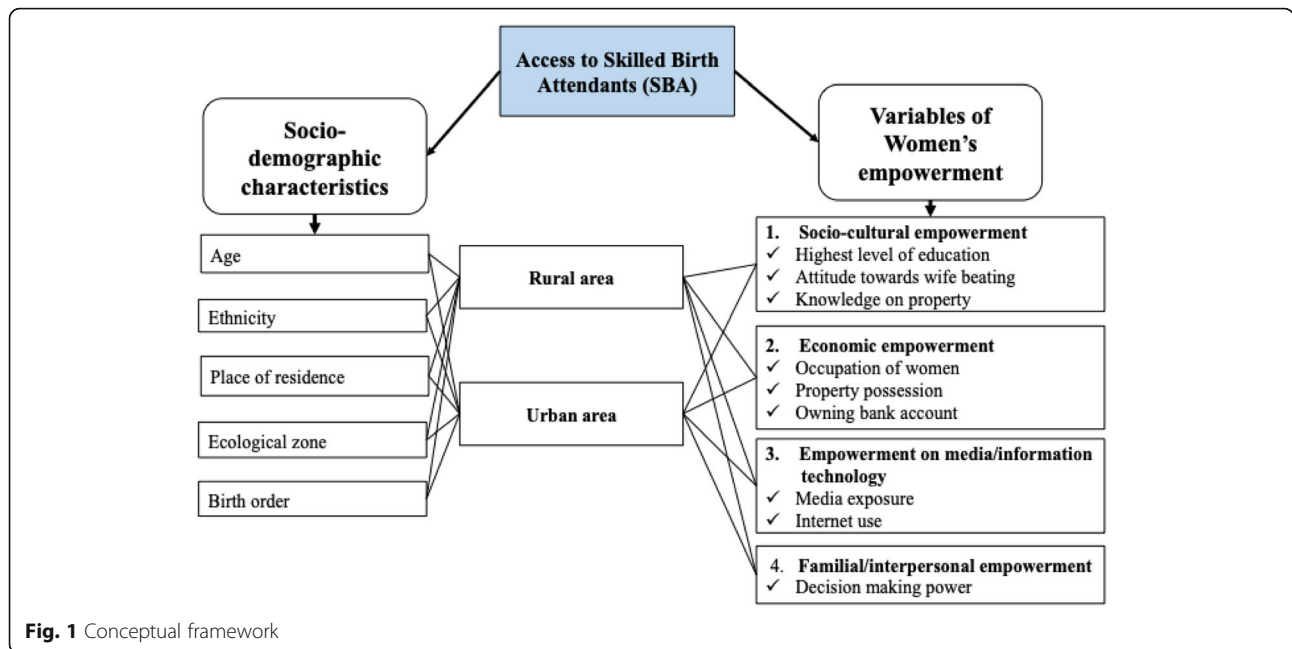 Access to Skilled Birth
Attendants (SBA)
Socio-
demographic
characteristics
Variables of
Women’s
empowerment
Age
Ethnicity
Place of residence
Ecological zone
Birth order
Rural area
Urban area
1. Socio-cultural empowerment
✓ Highest level of education
✓ Attitude towards wife beating
✓ Knowledge on property
2. Economic empowerment
✓ Occupation of women
✓ Property possession
✓ Owning bank account
3. Empowerment on media/information
technology
✓ Media exposure
✓ Internet use
4. Familial/interpersonal empowerment
✓ Decision making power
Fig. 1 Conceptual framework